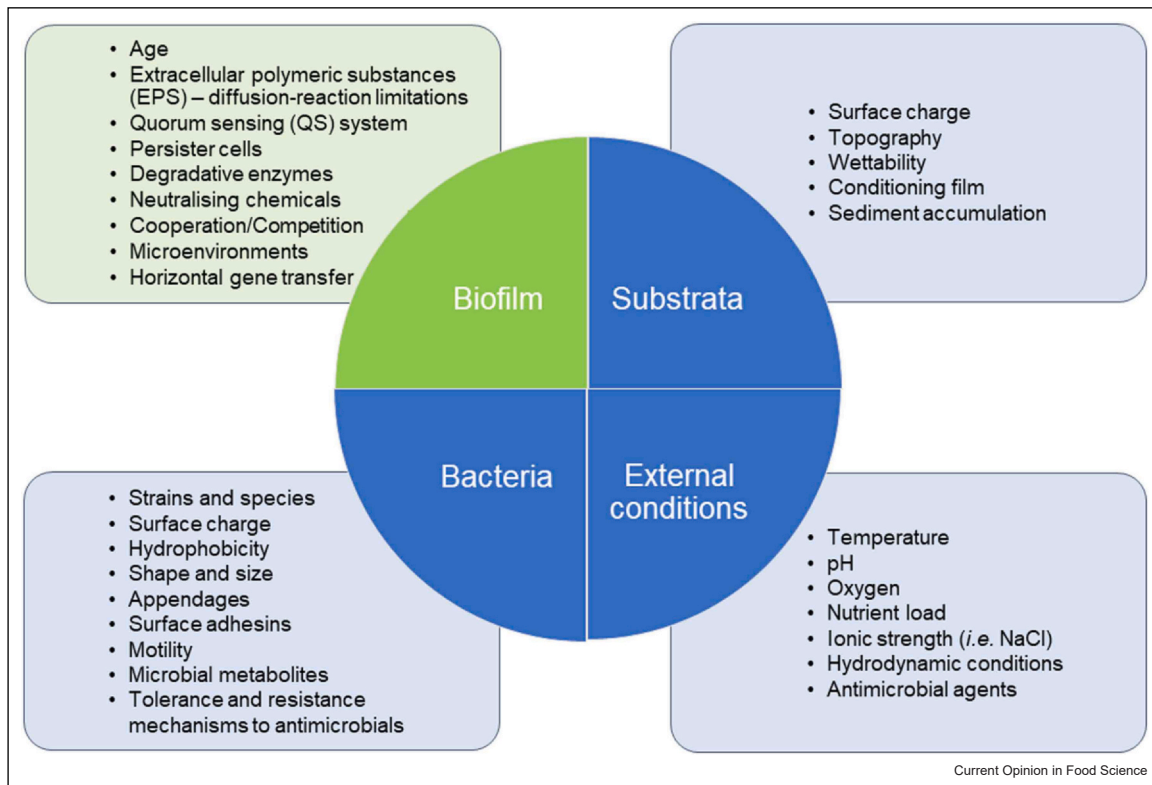 • Age
• Extracellular polymeric substances
(EPS) – diffusion-reaction limitations
• Quorum sensing (QS) system
• Persister cells
• Degradative enzymes
• Neutralising chemicals
• Cooperation/Competition
• Microenvironments
• Horizontal gene transfer
• Surface charge
• Topography
• Wettability
• Conditioning film
• Sediment accumulation
Biofilm
Substrata
Bacteria
External
conditions
• Strains and species
• Surface charge
• Hydrophobicity
• Shape and size
• Appendages
• Surface adhesins
• Motility
• Microbial metabolites
• Tolerance and resistance
mechanisms to antimicrobials
• Temperature
• pH
• Oxygen
• Nutrient load
• Ionic strength (i.e. NaCl)
• Hydrodynamic conditions
• Antimicrobial agents
Current Opinion in Food Science